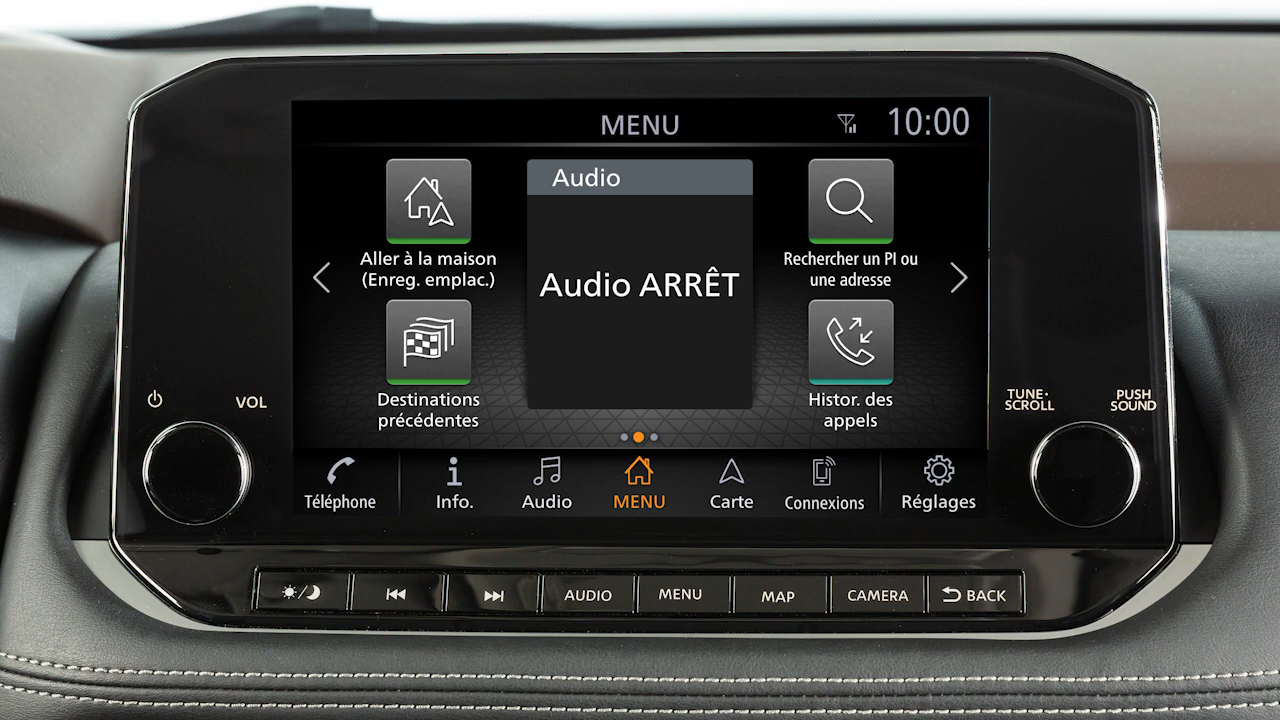 MENU
10:00
Audio
Audio ARRÊT
Aller à la maison
(Enreg. emplac.)
Rechercher un PI ou
une adresse
Destinations
précédentes
Histor. des
appels
VOL
TUNE·
SCROLL
PUSH
SOUND
Téléphone
Info.
Audio
MENU
Carte
Connexions
Réglages
AUDIO
MENU
MAP
CAMERA
BACK